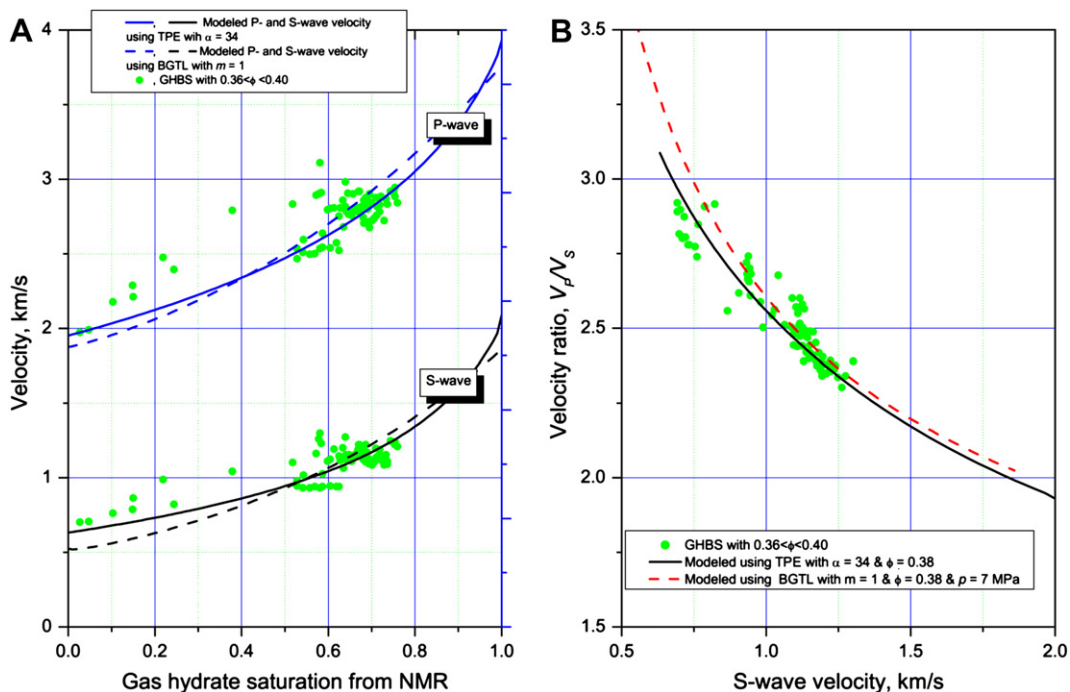 A
Modeled P- and S-wave velocity
using TPE wih α = 34
Modeled P- and S-wave velocity
using BGTL with m = 1
GHBS with 0.36<ϕ<0.40
P-wave
S-wave
4
3
2
1
0
0.0 0.2 0.4 0.6 0.8 1.0
Velocity, km/s
Gas hydrate saturation from NMR
B
3.5
3.0
2.5
2.0
1.5
0.5 1.0 1.5 2.0
Velocity ratio, VP/VS
S-wave velocity, km/s
GHBS with 0.36<ϕ<0.40
Modeled using TPE with α = 34 & ϕ = 0.38
Modeled using BGTL with m = 1 & ϕ = 0.38 & p = 7 MPa